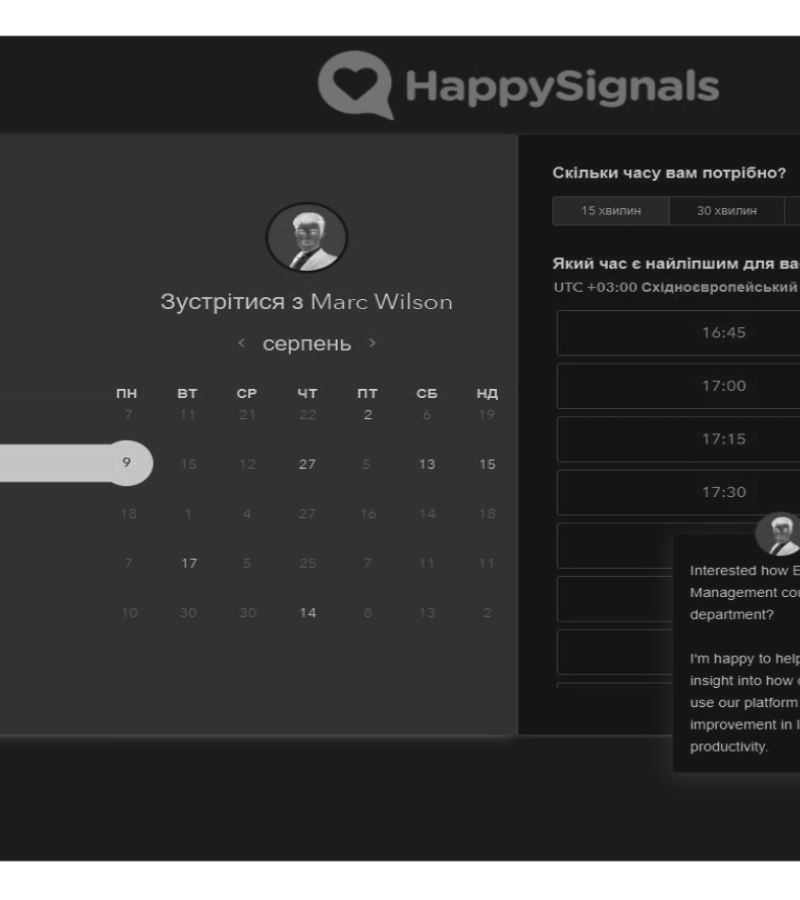 HappySignals
Зустрітися з Marc Wilson
‹ серпень ›
ПН ВТ СР ЧТ ПТ СБ НД
7 11 21 22 2 6 19
9 15 12 27 5 13 15
18 1 4 27 16 14 18
7 17 5 25 7 11 11
10 30 30 14 8 13 2
Скільки часу вам потрібно?
15 хвилин 30 хвилин
Який час є найліпшим для ва
UTC +03:00 Східноєвропейський
16:45
17:00
17:15
17:30
Interested how E
Management cou
department?
I'm happy to help
insight into how
use our platform
improvement in
productivity.